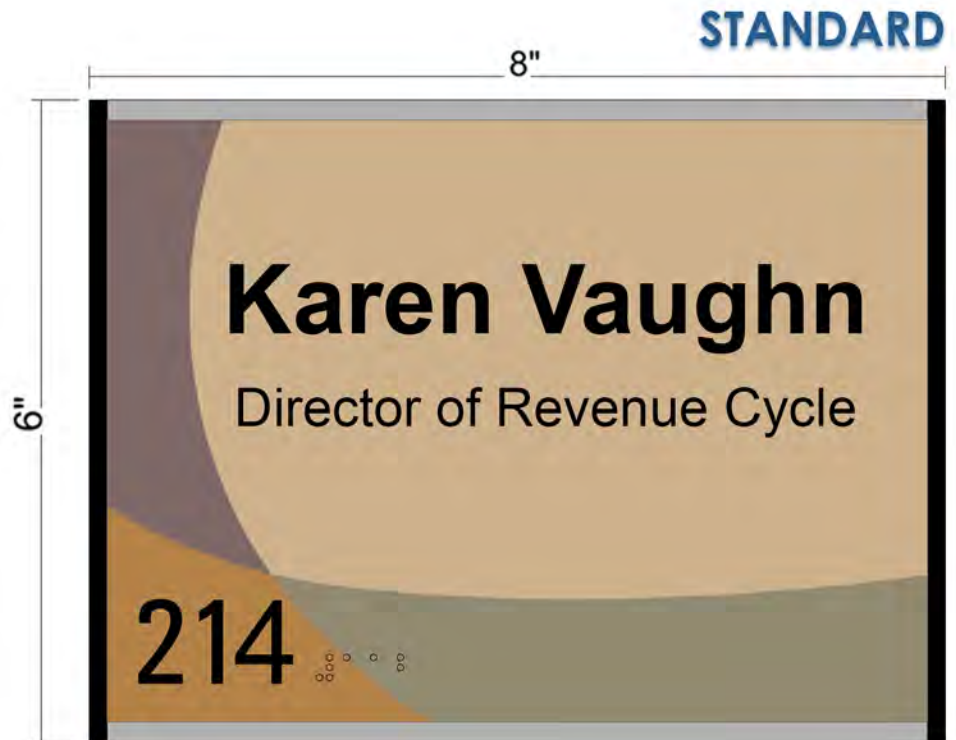 STANDARD
8"
6"
Karen Vaughn
Director of Revenue Cycle
214